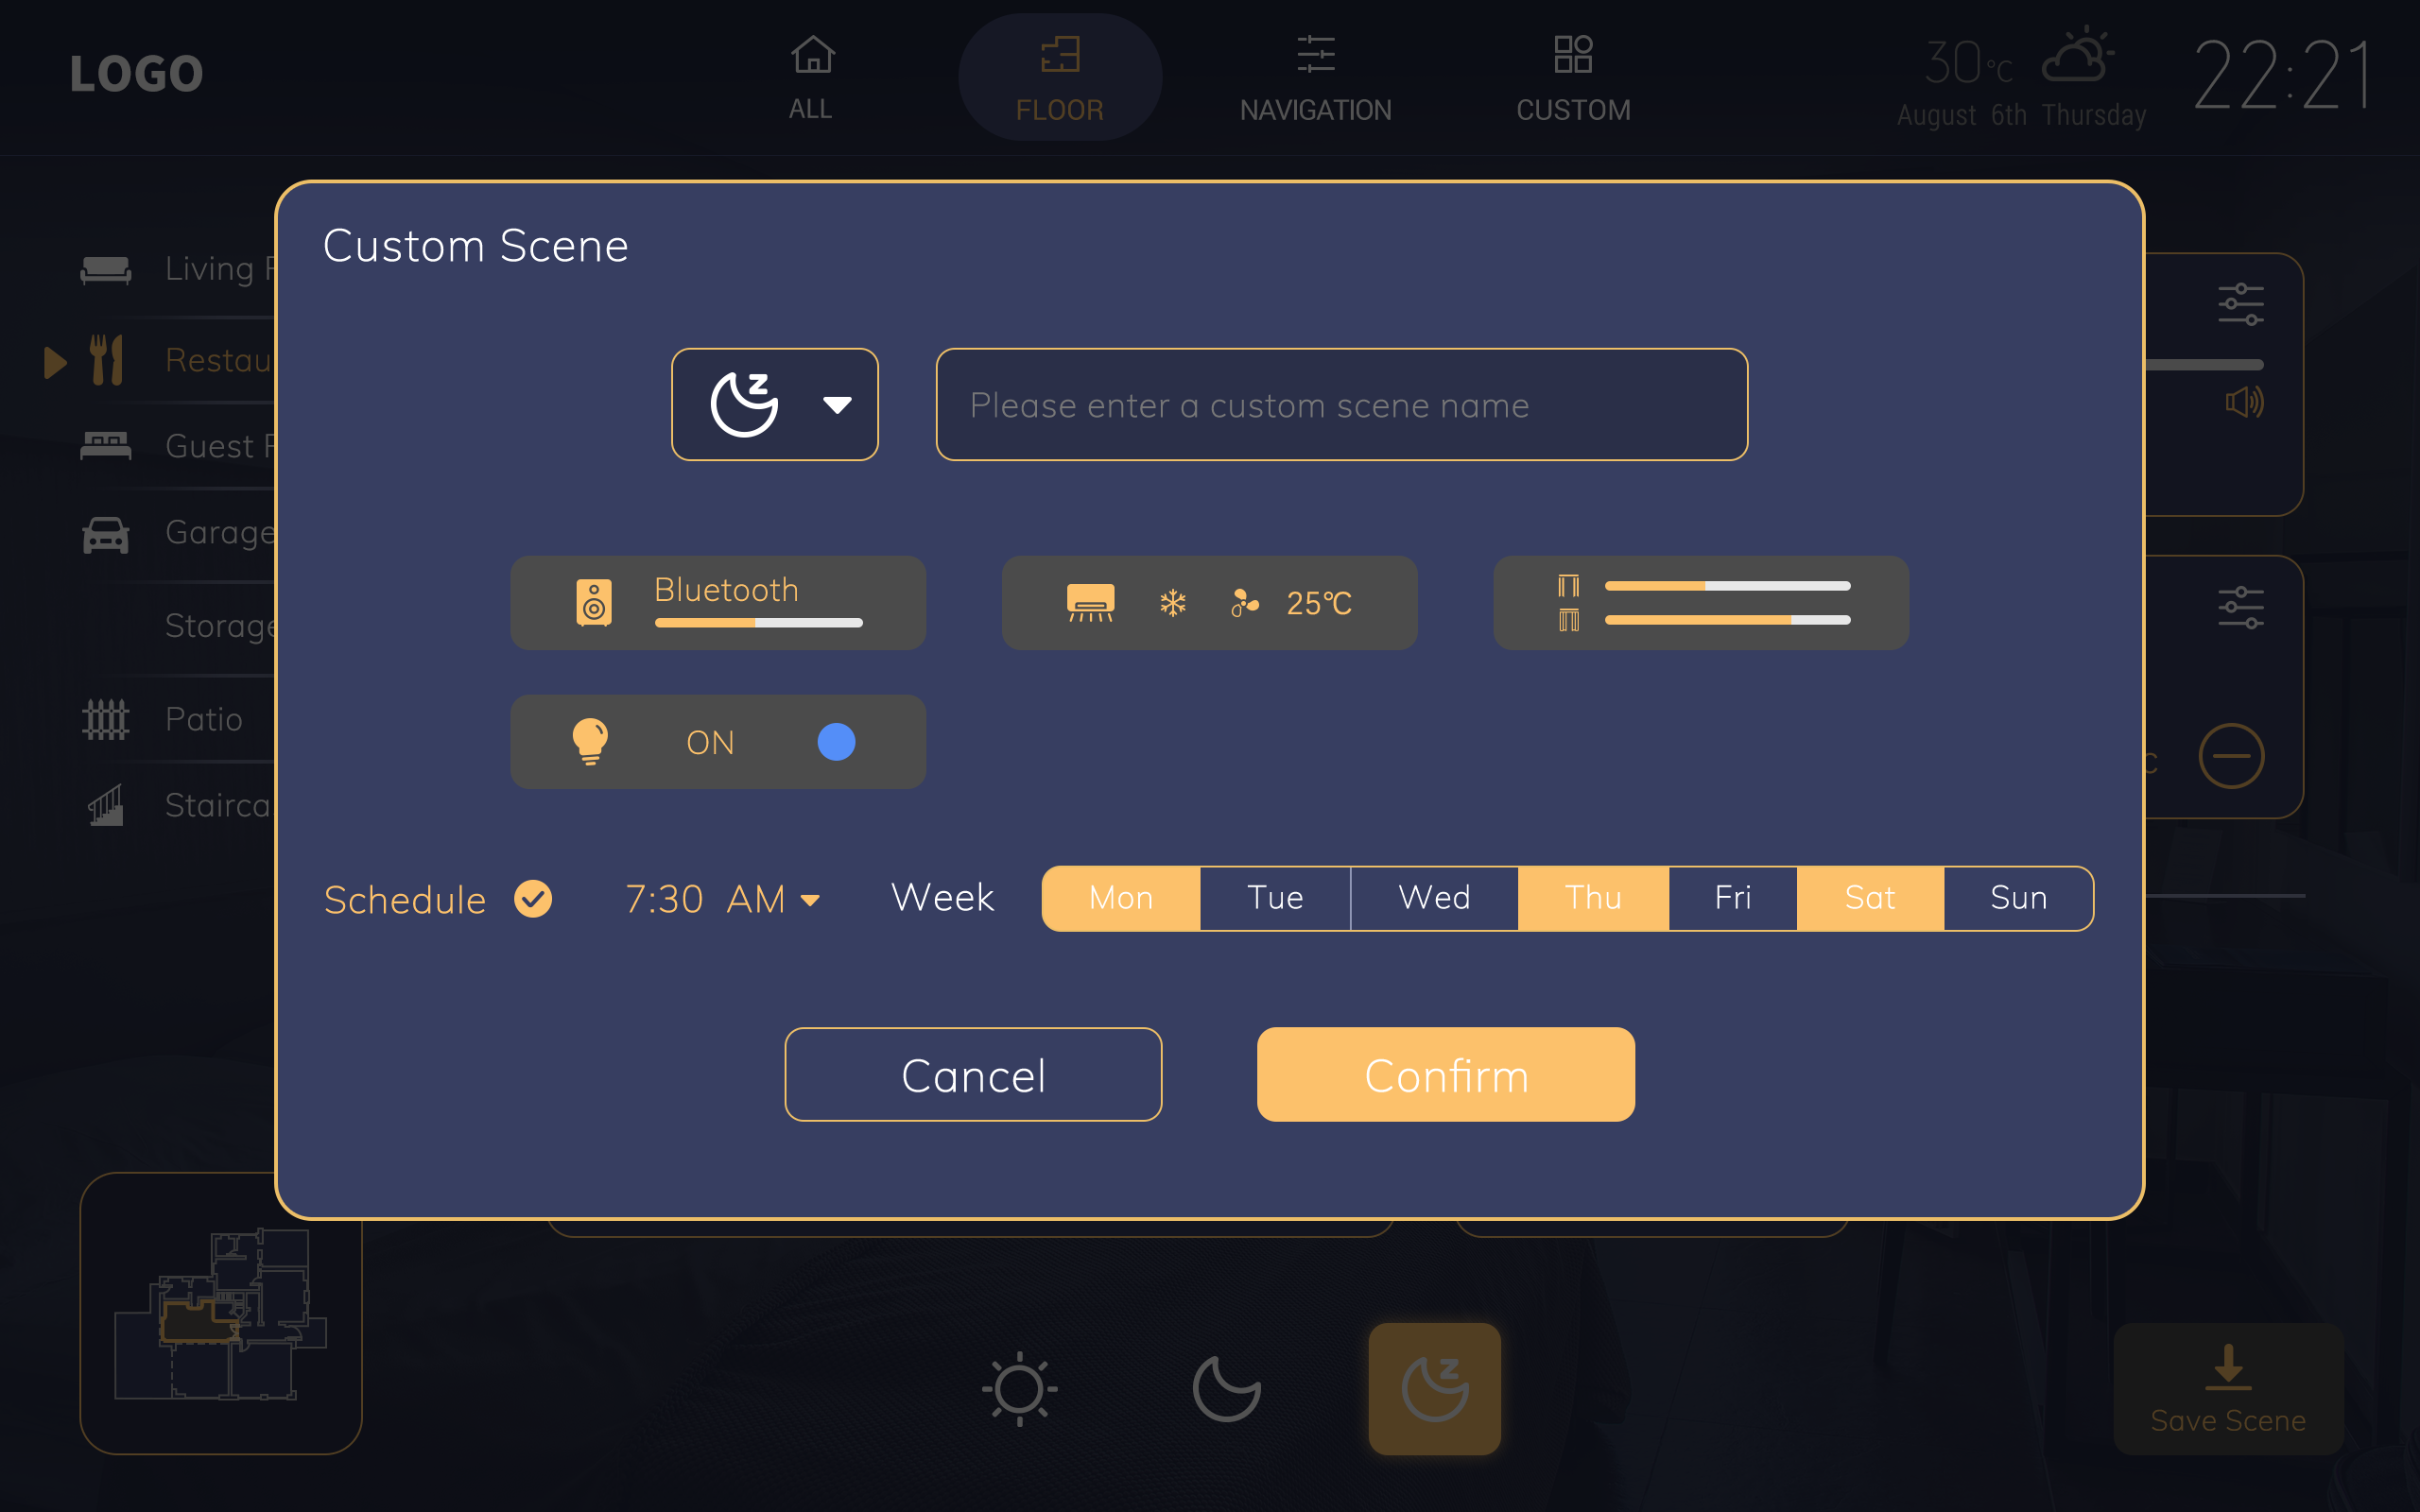 LOGO
ALL
FLOOR
NAVIGATION
CUSTOM
30°C
August 6th Thursday
22:21
Custom Scene
Living
Restau
Guest
Garage
Storage
Patio
Stairca
Please enter a custom scene name
Bluetooth
25°C
ON
C
Schedule
7:30 AM
Week
Mon
Tue
Wed
Thu
Fri
Sat
Sun
Cancel
Confirm
Save Scene